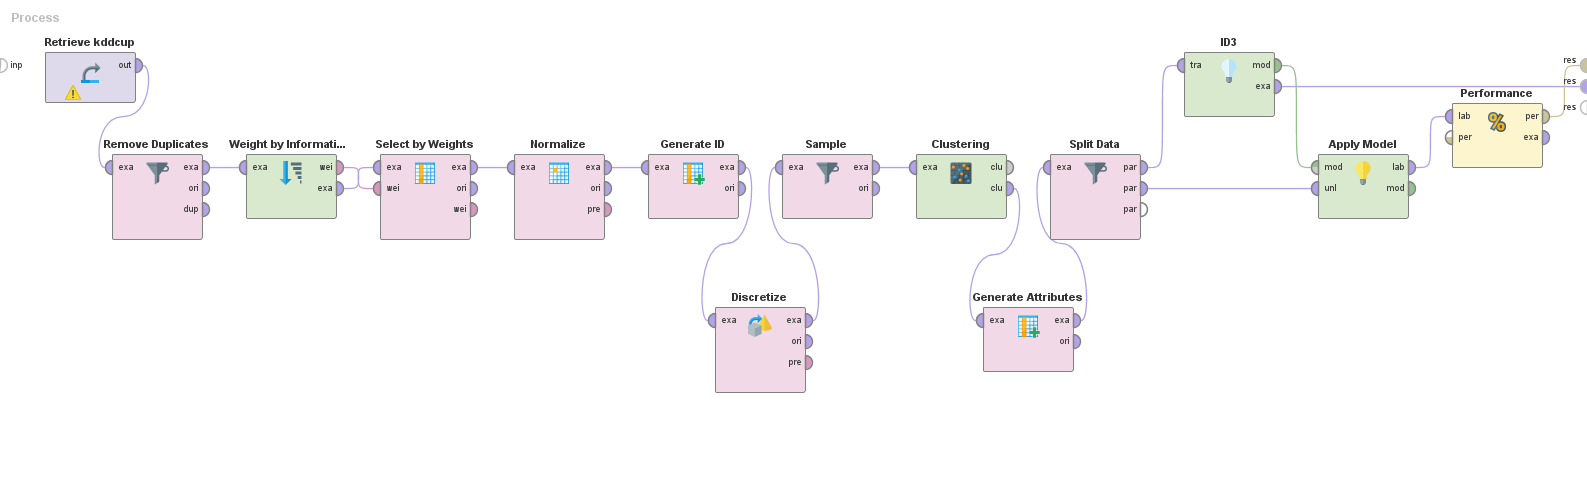 Process
inp
Retrieve kddcup
out
Remove Duplicates
exa
exa
ori
dup
Weight by Informati...
exa
wei
exa
Select by Weights
exa
wei
exa
ori
wei
Normalize
exa
exa
ori
pre
Generate ID
exa
exa
ori
Discretize
exa
exa
ori
pre
Sample
exa
exa
ori
Clustering
exa
clu
clu
Generate Attributes
exa
exa
ori
Split Data
exa
par
par
par
ID3
tra
mod
exa
Apply Model
mod
unl
lab
mod
Performance
lab
per
per
exa
res
res
res